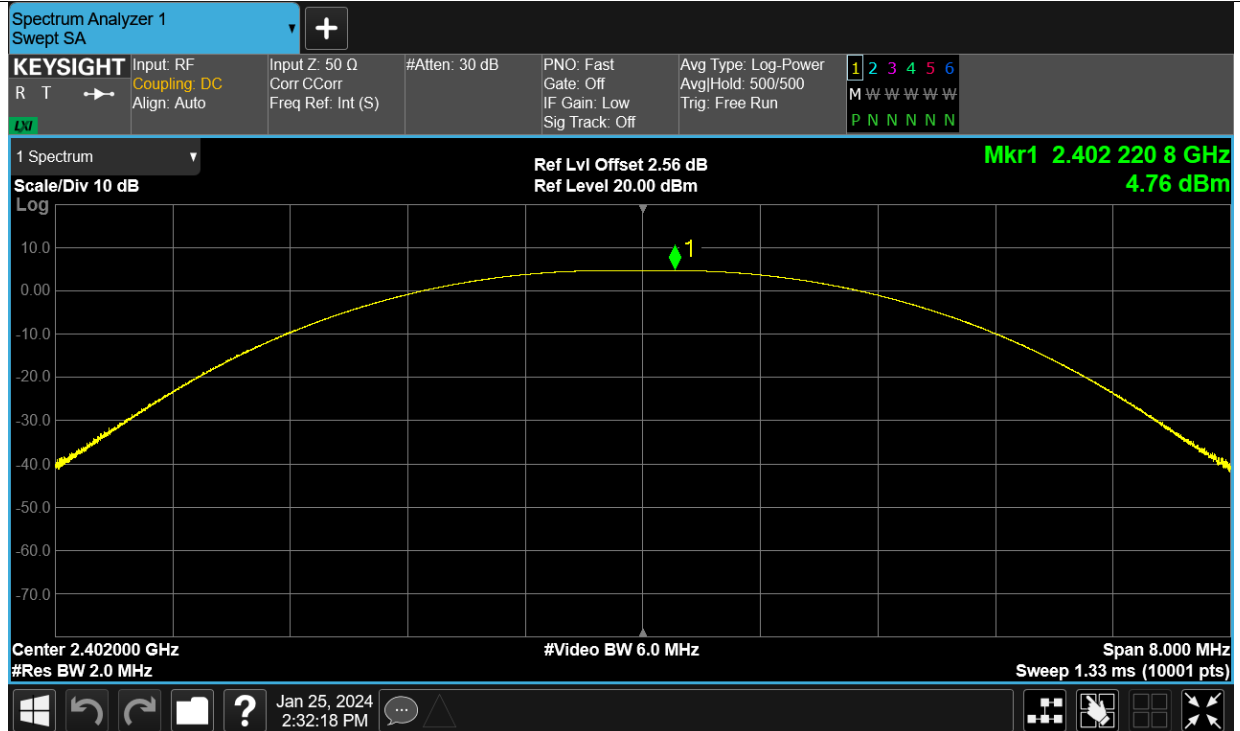 Spectrum Analyzer 1
Swept SA
KEYSIGHT
R T
LXI
Input: RF
Coupling: DC
Align: Auto
Input Z: 50 Ω
Corr CCorr
Freq Ref: Int (S)
#Atten: 30 dB
PNO: Fast
Gate: Off
IF Gain: Low
Sig Track: Off
Avg Type: Log-Power
Avg|Hold: 500/500
Trig: Free Run
1 2 3 4 5 6
M W W W W W
P N N N N N
1 Spectrum
Scale/Div 10 dB
Ref Lvl Offset 2.56 dB
Ref Level 20.00 dBm
Mkr1 2.402 220 8 GHz
4.76 dBm
Log
10.0
0.00
-10.0
-20.0
-30.0
-40.0
-50.0
-60.0
-70.0
1
Center 2.402000 GHz
#Res BW 2.0 MHz
#Video BW 6.0 MHz
Span 8.000 MHz
Sweep 1.33 ms (10001 pts)
?
Jan 25, 2024
2:32:18 PM